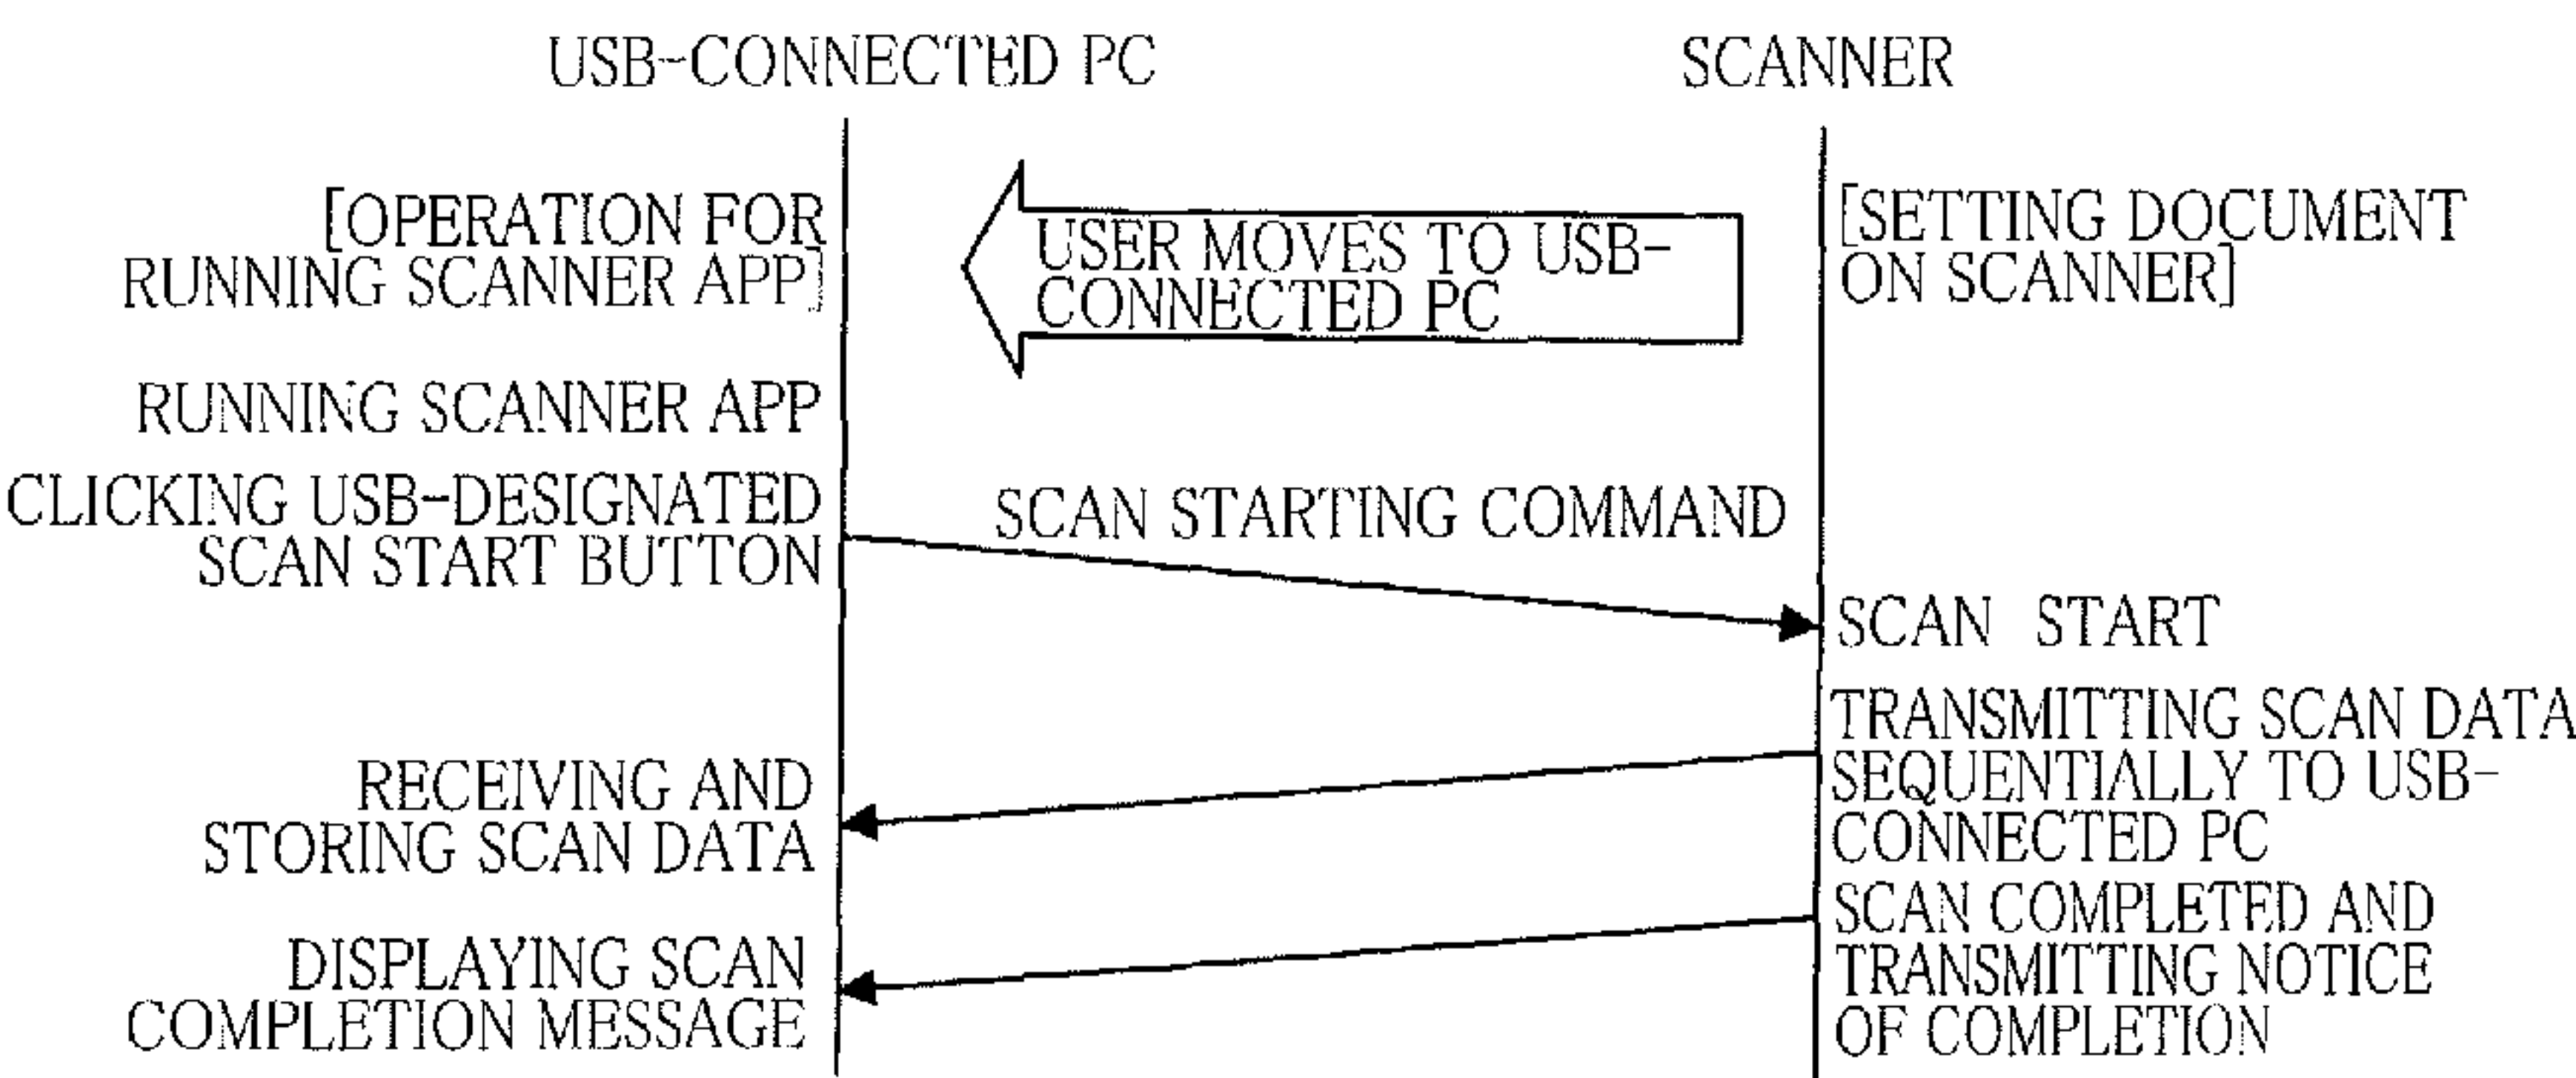 USB-CONNECTED PC
SCANNER
[OPERATION FOR
RUNNING SCANNER APP]
USER MOVES TO USB-
CONNECTED PC
[SETTING DOCUMENT
ON SCANNER]
RUNNING SCANNER APP
CLICKING USB-DESIGNATED
SCAN START BUTTON
SCAN STARTING COMMAND
SCAN START
TRANSMITTING SCAN DATA
SEQUENTIALLY TO USB-
CONNECTED PC
RECEIVING AND
STORING SCAN DATA
SCAN COMPLETED AND
TRANSMITTING NOTICE
OF COMPLETION
DISPLAYING SCAN
COMPLETION MESSAGE